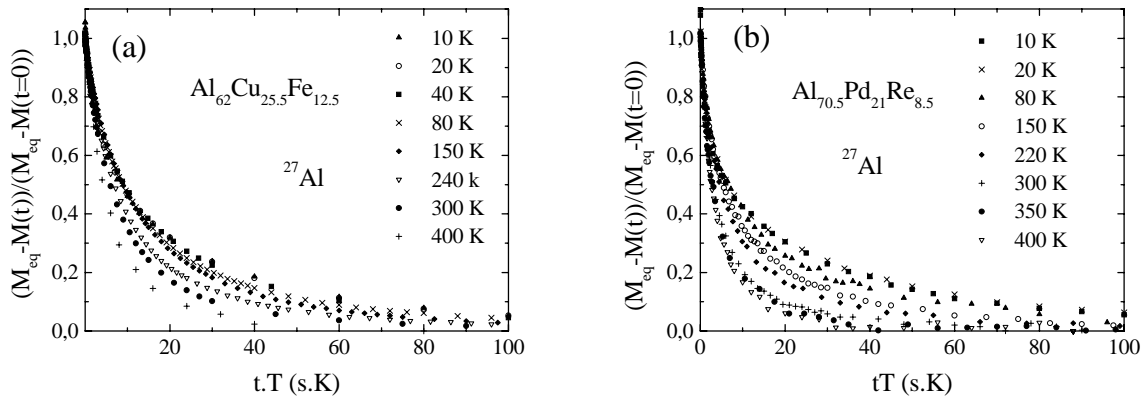 (a)
Al62Cu25.5Fe12.5
27Al
10 K
20 K
40 K
80 K
150 K
240 k
300 K
400 K
(Meq-M(t))/(Meq-M(t=0))
1,0
0,8
0,6
0,4
0,2
0,0
20 40 60 80 100
t.T (s.K)
(b)
Al70.5Pd21Re8.5
27Al
10 K
20 K
80 K
150 K
220 K
300 K
350 K
400 K
(Meq-M(t))/(Meq-M(t=0))
1,0
0,8
0,6
0,4
0,2
0,0
0 20 40 60 80 100
tT (s.K)